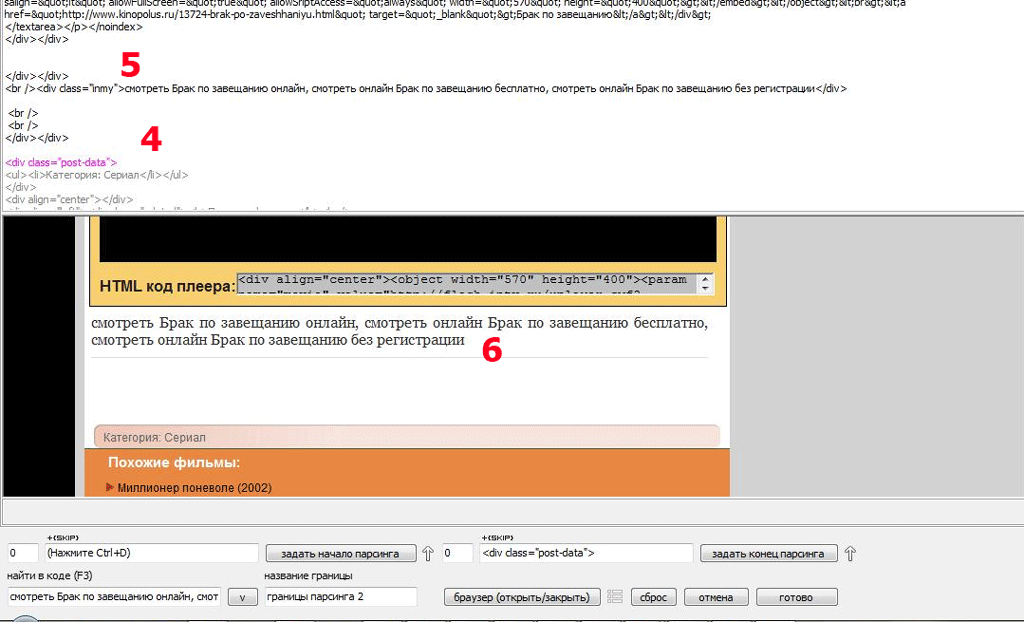 salign=&quot;lt&quot; allowFullScreen=&quot;true&quot; allowSriptAccess=&quot;always&quot; width=&quot;570&quot; height=&quot;400&quot;&gt;&lt;/embed&gt;&lt;/object&gt;&lt;br&gt;&lt;a
href=&quot;http://www.kinopolus.ru/13724-brak-po-zaveshhaniyu.html&quot; target=&quot;_blank&quot;&gt;Брак по завещанию&lt;/a&gt;&lt;/div&gt;
</textarea></p></noindex>
</div></div>
</div></div>
5
<br /><div class="inmy">смотреть Брак по завещанию онлайн, смотреть онлайн Брак по завещанию бесплатно, смотреть онлайн Брак по завещанию без регистрации</div>
<br />
<br />
</div></div>
4
<div class="post-data">
<ul><li>Категория: Сериал</li></ul>
</div>
<div align="center"></div>
HTML код плеера:
<div align="center"><object width="570" height="400"><param
смотреть Брак по завещанию онлайн, смотреть онлайн Брак по завещанию бесплатно,
смотреть онлайн Брак по завещанию без регистрации
6
Категория: Сериал
Похожие фильмы:
Миллионер поневоле (2002)
+(SKIP) +(SKIP)
0 (Нажмите Ctrl+D) задать начало парсинга 0 <div class="post-data"> задать конец парсинга
найти в коде (F3) название границы
смотреть Брак по завещанию онлайн, смот v границы парсинга 2 браузер (открыть/закрыть) сброс отмена готово